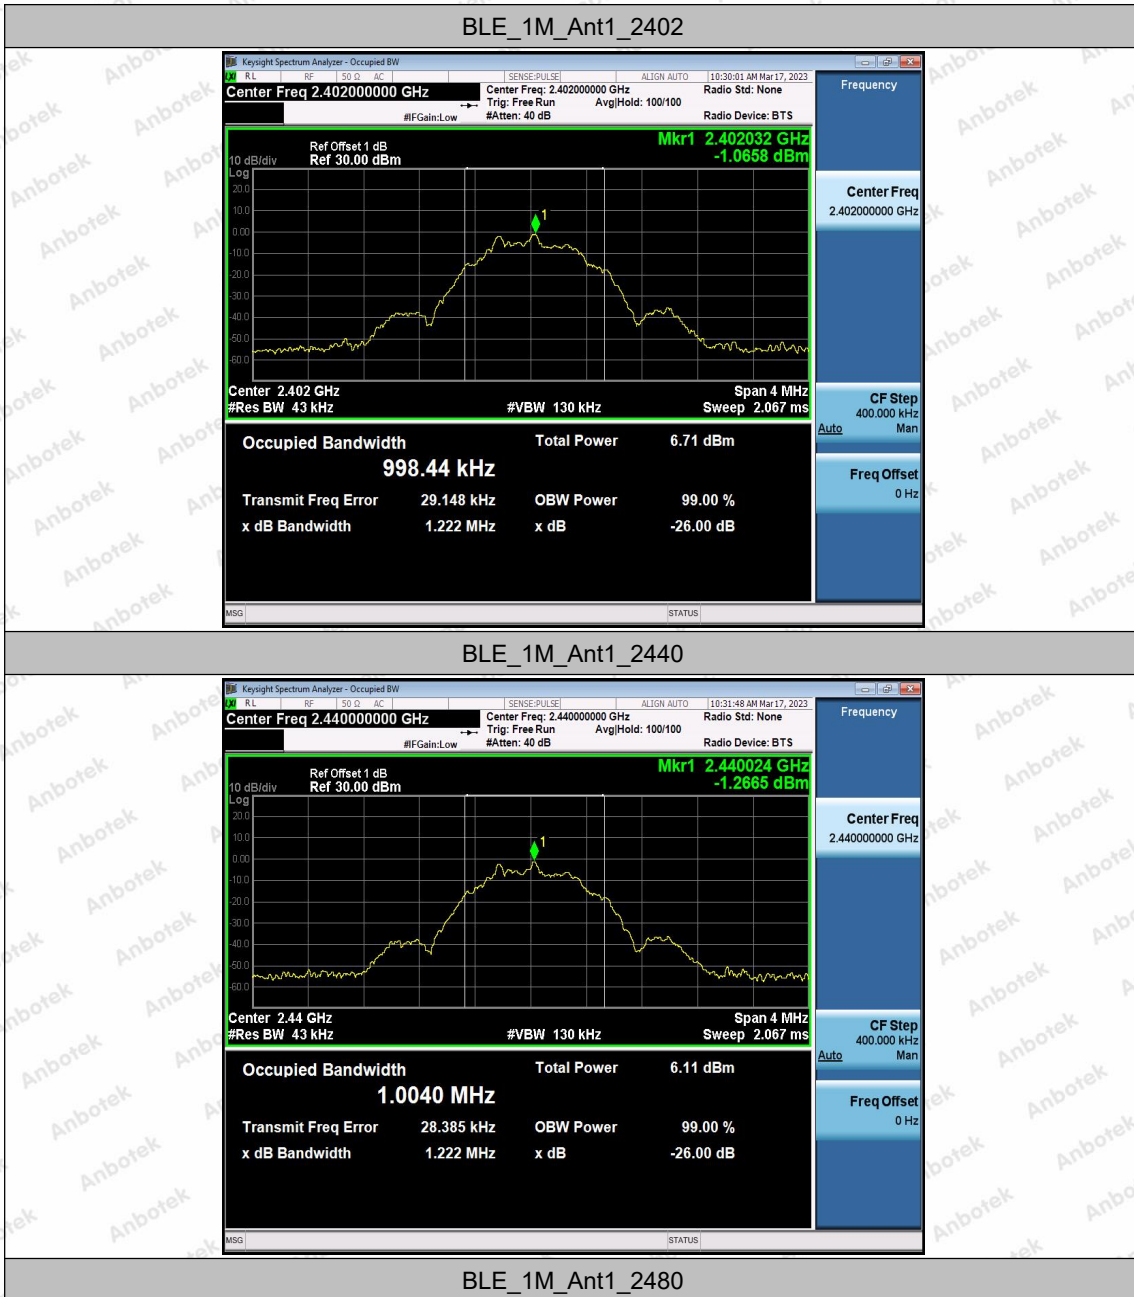 BLE_1M_Ant1_2402
Keysight Spectrum Analyzer - Occupied BW
LXI RL RF 50 Ω AC SENSE:PULSE ALIGN AUTO 10:30:01 AM Mar 17, 2023
Center Freq 2.402000000 GHz
Center Freq: 2.402000000 GHz
Radio Std: None
Trig: Free Run Avg|Hold: 100/100
#IFGain:Low #Atten: 40 dB Radio Device: BTS
Mkr1 2.402032 GHz
-1.0658 dBm
Ref Offset 1 dB
10 dB/div Ref 30.00 dBm
Log
20.0
10.0
0.00
-10.0
-20.0
-30.0
-40.0
-50.0
-60.0
1
Center 2.402 GHz Span 4 MHz
#Res BW 43 kHz #VBW 130 kHz Sweep 2.067 ms
Occupied Bandwidth Total Power 6.71 dBm
998.44 kHz
Transmit Freq Error 29.148 kHz OBW Power 99.00 %
x dB Bandwidth 1.222 MHz x dB -26.00 dB
MSG STATUS
Frequency
Center Freq
2.402000000 GHz
CF Step
400.000 kHz
Auto Man
Freq Offset
0 Hz
BLE_1M_Ant1_2440
Keysight Spectrum Analyzer - Occupied BW
LXI RL RF 50 Ω AC SENSE:PULSE ALIGN AUTO 10:31:48 AM Mar 17, 2023
Center Freq 2.440000000 GHz
Center Freq: 2.440000000 GHz
Radio Std: None
Trig: Free Run Avg|Hold: 100/100
#IFGain:Low #Atten: 40 dB Radio Device: BTS
Mkr1 2.440024 GHz
-1.2665 dBm
Ref Offset 1 dB
10 dB/div Ref 30.00 dBm
Log
20.0
10.0
0.00
-10.0
-20.0
-30.0
-40.0
-50.0
-60.0
1
Center 2.44 GHz Span 4 MHz
#Res BW 43 kHz #VBW 130 kHz Sweep 2.067 ms
Occupied Bandwidth Total Power 6.11 dBm
1.0040 MHz
Transmit Freq Error 28.385 kHz OBW Power 99.00 %
x dB Bandwidth 1.222 MHz x dB -26.00 dB
MSG STATUS
Frequency
Center Freq
2.440000000 GHz
CF Step
400.000 kHz
Auto Man
Freq Offset
0 Hz
BLE_1M_Ant1_2480
Anbotek